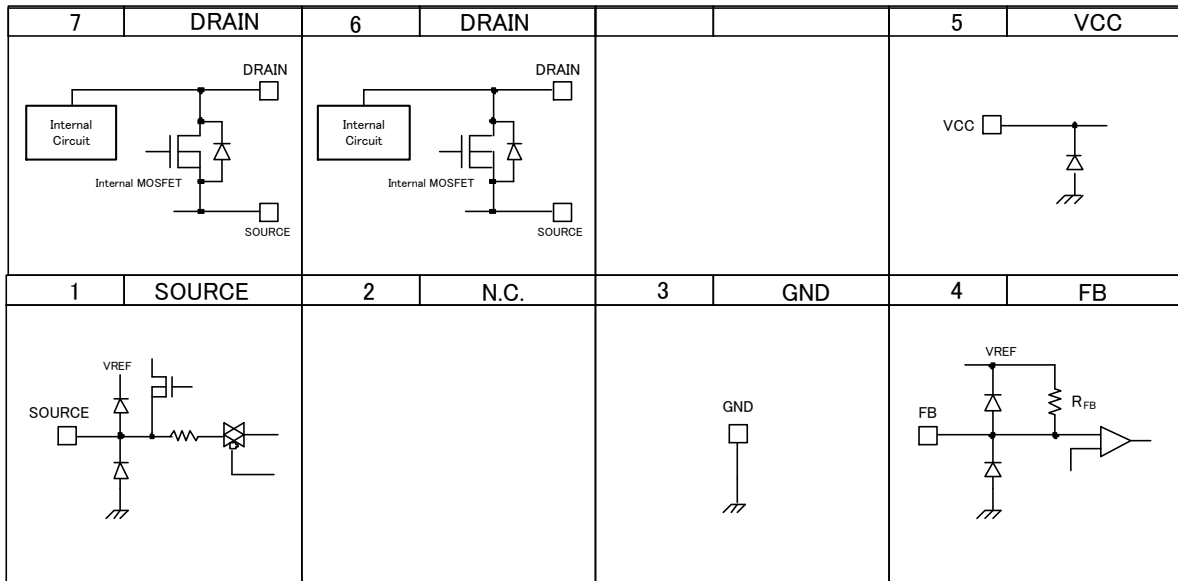 7 DRAIN 6 DRAIN 5 VCC
DRAIN
Internal
Circuit
Internal MOSFET
SOURCE
DRAIN
Internal
Circuit
Internal MOSFET
SOURCE
VCC
1 SOURCE 2 N.C. 3 GND 4 FB
VREF
SOURCE
GND
VREF
RFB
FB